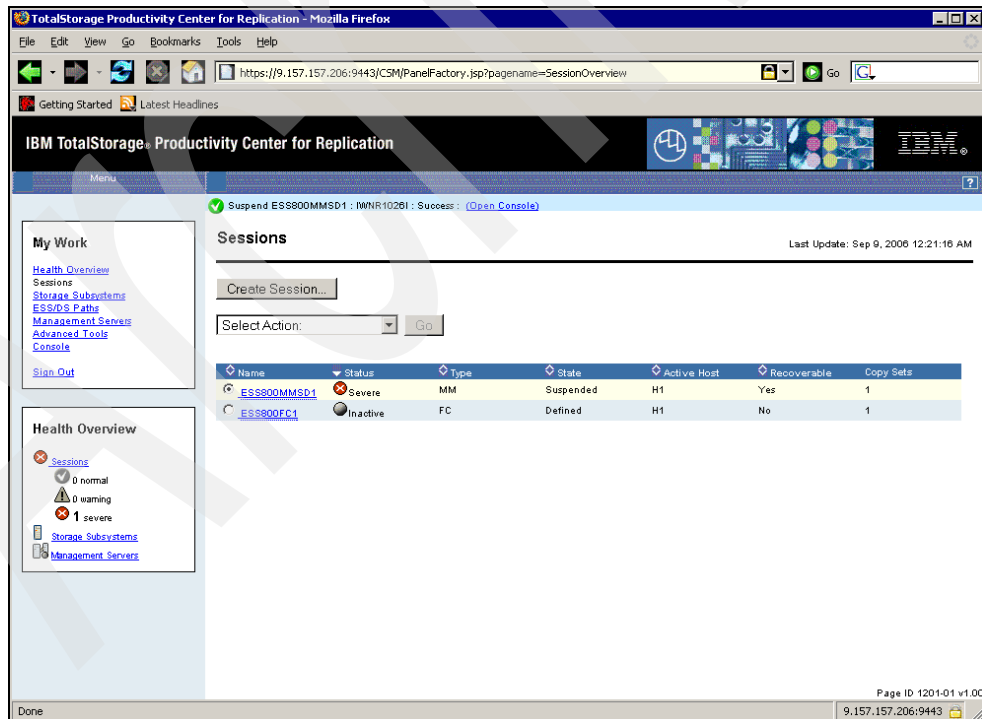 TotalStorage Productivity Center for Replication - Mozilla Firefox
File Edit View Go Bookmarks Tools Help
https://9.157.157.206:9443/CSM/PanelFactory.jsp?pagename=SessionOverview
Go
G
Getting Started Latest Headlines
IBM TotalStorage® Productivity Center for Replication
IBM®
Menu
?
Suspend ESS800MMSD1 : IWNR1026I : Success : (Open Console)
My Work
Health Overview
Sessions
Storage Subsystems
ESS/DS Paths
Management Servers
Advanced Tools
Console
Sign Out
Health Overview
Sessions
0 normal
0 warning
1 severe
Storage Subsystems
Management Servers
Sessions
Last Update: Sep 9, 2006 12:21:16 AM
Create Session...
Select Action: Go
Name Status Type State Active Host Recoverable Copy Sets
ESS800MMSD1 Severe MM Suspended H1 Yes 1
ESS800FC1 Inactive FC Defined H1 No 1
Page ID 1201-01 v1.00
Done
9.157.157.206:9443